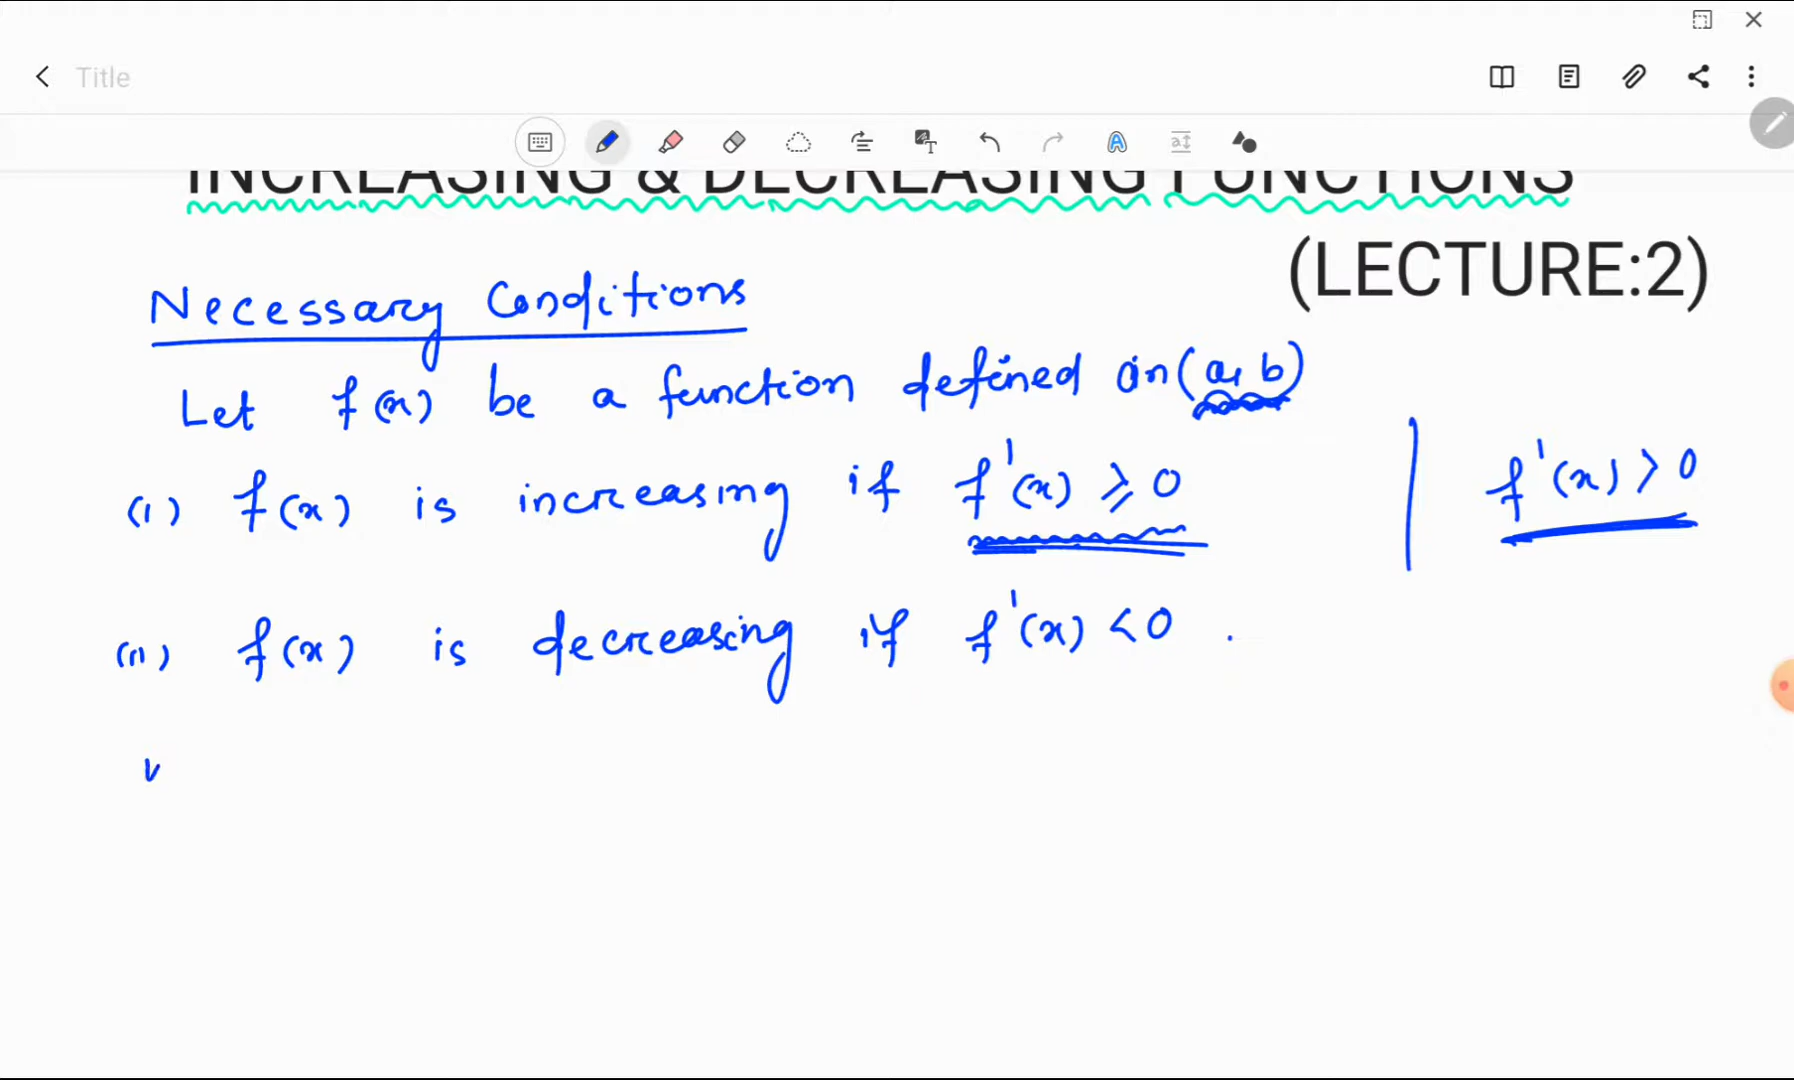 Title
INCREASING & DECREASING FUNCTIONS
(LECTURE:2)
Necessary Conditions
Let f(x) be a function defined on (a, b)
(i) f(x) is increasing if f'(x) ⩾ 0 | f'(x) > 0
(ii) f(x) is decreasing if f'(x) < 0 .